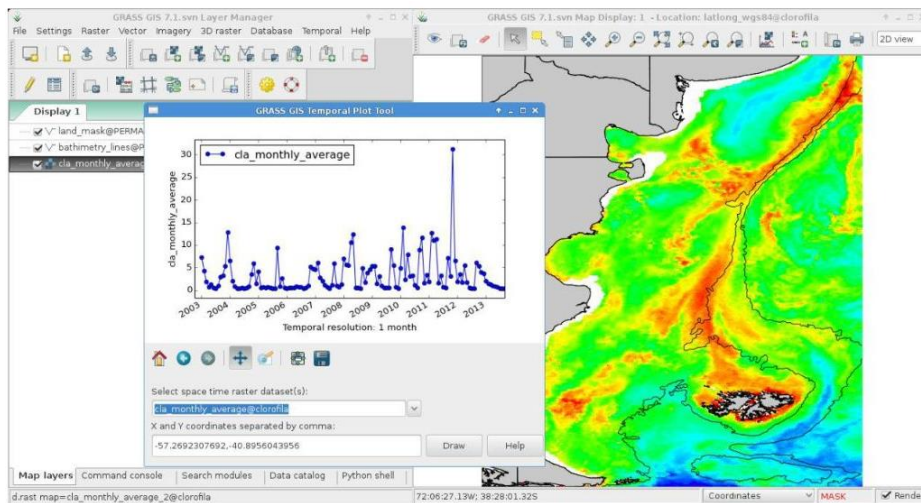 GRASS GIS 7.1.svn Layer Manager
File Settings Raster Vector Imagery 3D raster Database Temporal Help
Display 1
land_mask@PERMA
bathimetry_lines@P
cla_monthly_averag
GRASS GIS Temporal Plot Tool
cla_monthly_average
cla_monthly_average
30
25
20
15
10
5
0
2003 2004 2005 2006 2007 2008 2009 2010 2011 2012 2013
Temporal resolution: 1 month
Select space time raster dataset(s):
cla_monthly_average@clorofila
X and Y coordinates separated by comma:
-57.2692307692,-40.8956043956
Draw Help
Map layers Command console Search modules Data catalog Python shell
d.rast map=cla_monthly_average_2@clorofila
GRASS GIS 7.1.svn Map Display: 1 - Location: latlong_wgs84@clorofila
2D view
72:06:27.13W; 38:28:01.32S
Coordinates
MASK
Rende